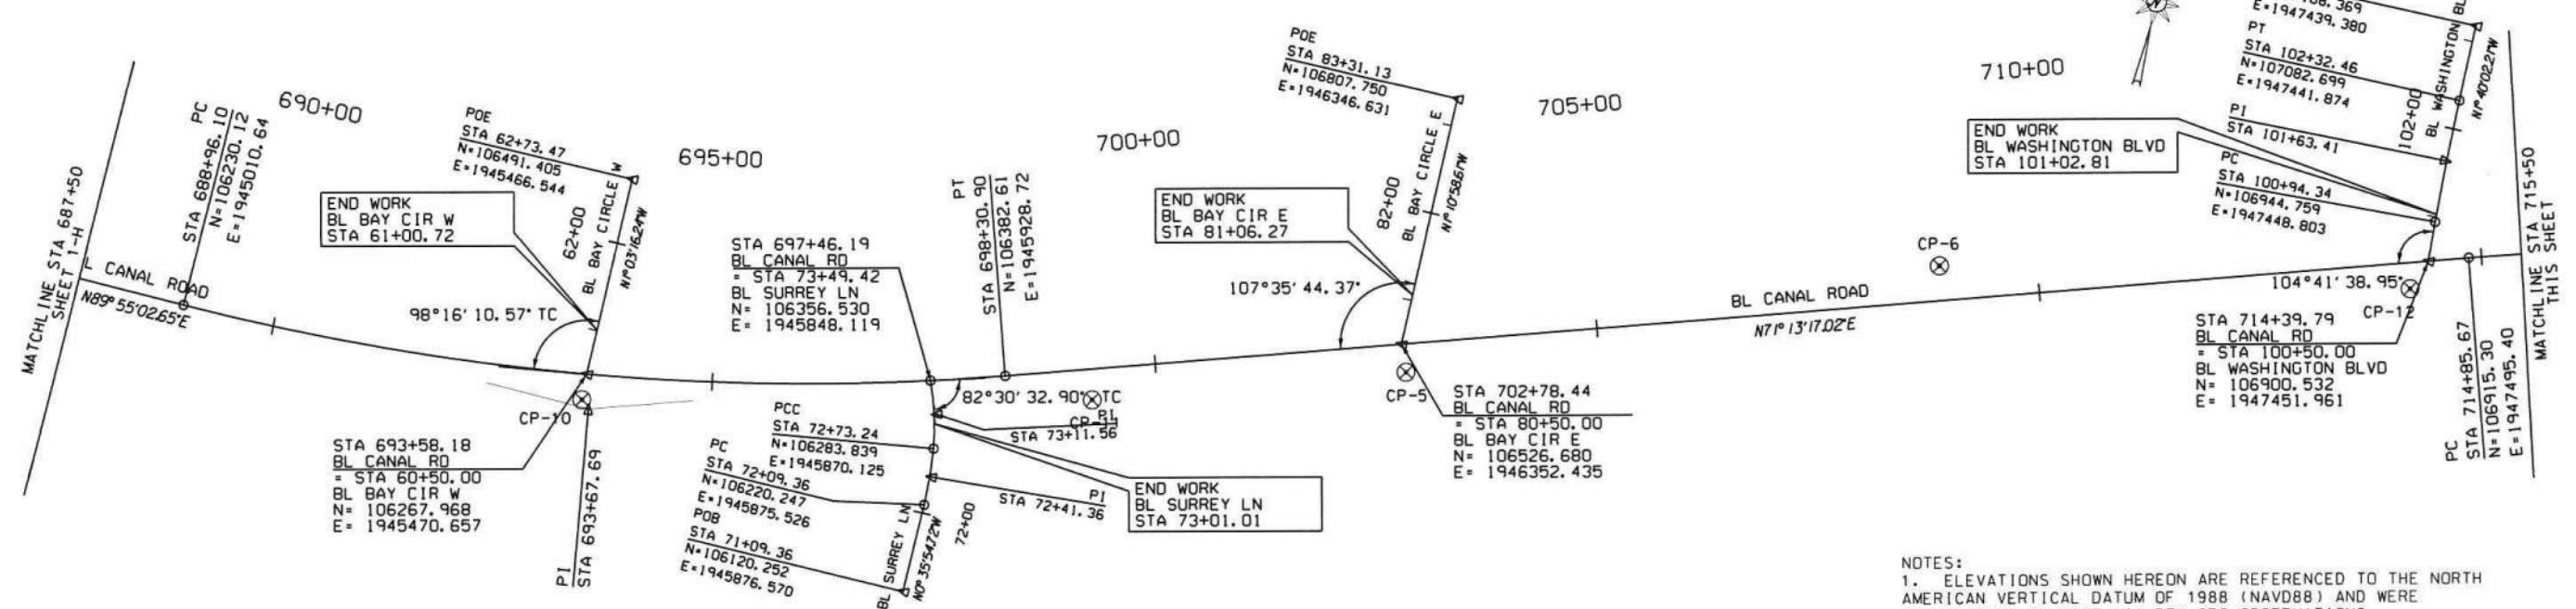 MATCHLINE STA 687+50
SHEET 1-H
L CANAL ROAD
N89°55'02.65"E
PC
STA 688+96.10
N=106230.12
E=1945010.64
690+00
POE
STA 62+73.47
N=106491.405
E=1945466.544
END WORK
BL BAY CIR W
STA 61+00.72
62+00
BL BAY CIRCLE W
N1°03'16.24"W
98°16'10.57" TC
CP-10
STA 693+58.18
BL CANAL RD
= STA 60+50.00
BL BAY CIR W
N= 106267.968
E= 1945470.657
PI
STA 693+67.69
695+00
STA 697+46.19
BL CANAL RD
= STA 73+49.42
BL SURREY LN
N= 106356.530
E= 1945848.119
PT
STA 698+30.90
N=106382.61
E=1945928.72
82°30'32.90" TC
CP-11
PI
STA 73+11.56
PCC
STA 72+73.24
N=106283.839
E=1945870.125
PC
STA 72+09.36
N=106220.247
E=1945875.526
POB
STA 71+09.36
N=106120.252
E=1945876.570
PI
STA 72+41.36
BL SURREY LN
N0°35'54.72"W
72+00
END WORK
BL SURREY LN
STA 73+01.01
700+00
POE
STA 83+31.13
N=106807.750
E=1946346.631
END WORK
BL BAY CIR E
STA 81+06.27
82+00
BL BAY CIRCLE E
N1°10'58.61"W
107°35'44.37"
CP-5
STA 702+78.44
BL CANAL RD
= STA 80+50.00
BL BAY CIR E
N= 106526.680
E= 1946352.435
705+00
BL CANAL ROAD
N71°13'17.02"E
CP-6
710+00
N
END WORK
BL WASHINGTON BLVD
STA 101+02.81
E=1947439.380
PT
STA 102+32.46
N=107082.699
E=1947441.874
PI
STA 101+63.41
PC
STA 100+94.34
N=106944.759
E=1947448.803
102+00
BL WASHINGTON BL
N1°40'02.21"W
104°41'38.95"
CP-12
STA 714+39.79
BL CANAL RD
= STA 100+50.00
BL WASHINGTON BLVD
N= 106900.532
E= 1947451.961
PC
STA 714+85.67
N=106915.30
E=1947495.40
MATCHLINE STA 715+50
THIS SHEET
NOTES:
1. ELEVATIONS SHOWN HEREON ARE REFERENCED TO THE NORTH
AMERICAN VERTICAL DATUM OF 1988 (NAVD88) AND WERE